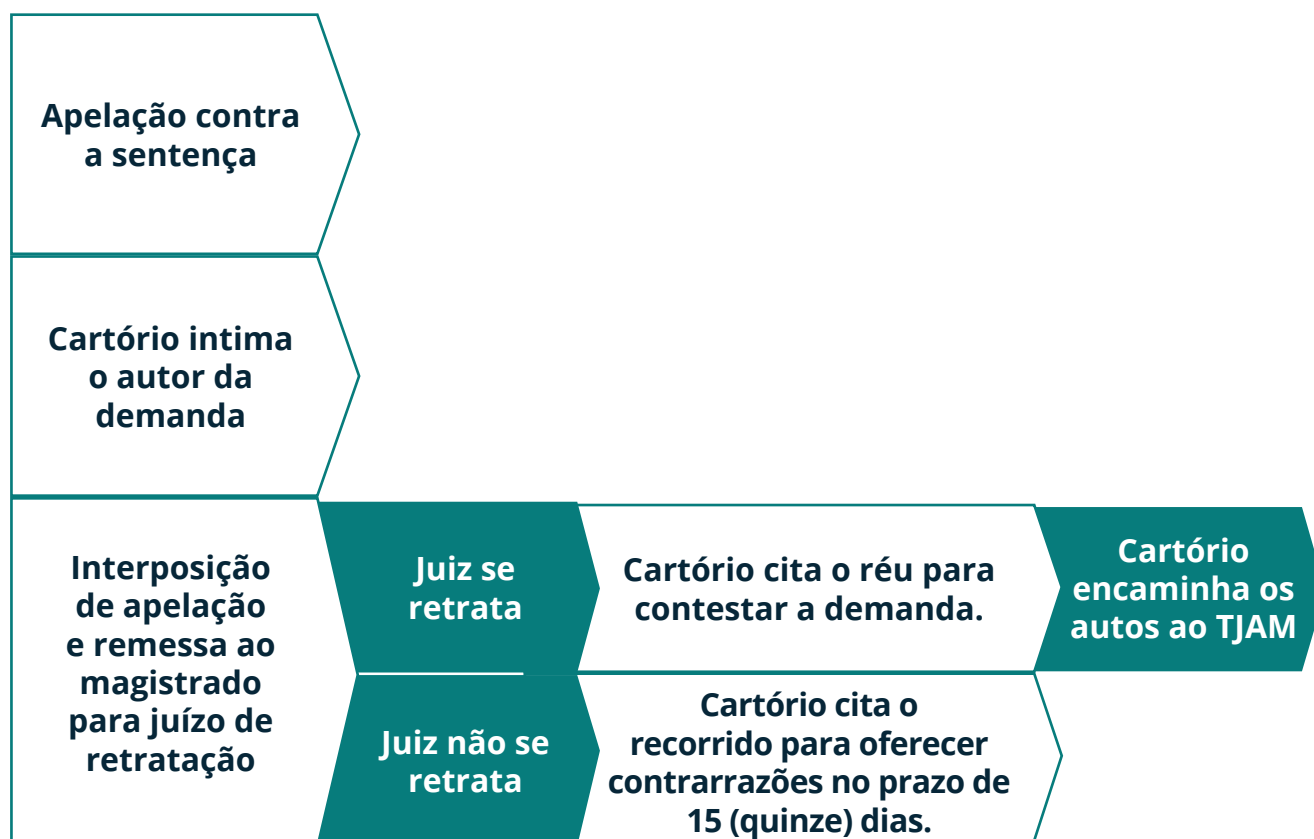 Apelação contra
a sentença
Cartório intima
o autor da
demanda
Interposição
de apelação
e remessa ao
magistrado
para juízo de
retratação
Juiz se
retrata
Cartório cita o réu para
contestar a demanda.
Cartório
encaminha os
autos ao TJAM
Juiz não se
retrata
Cartório cita o
recorrido para oferecer
contrarrazões no prazo de
15 (quinze) dias.